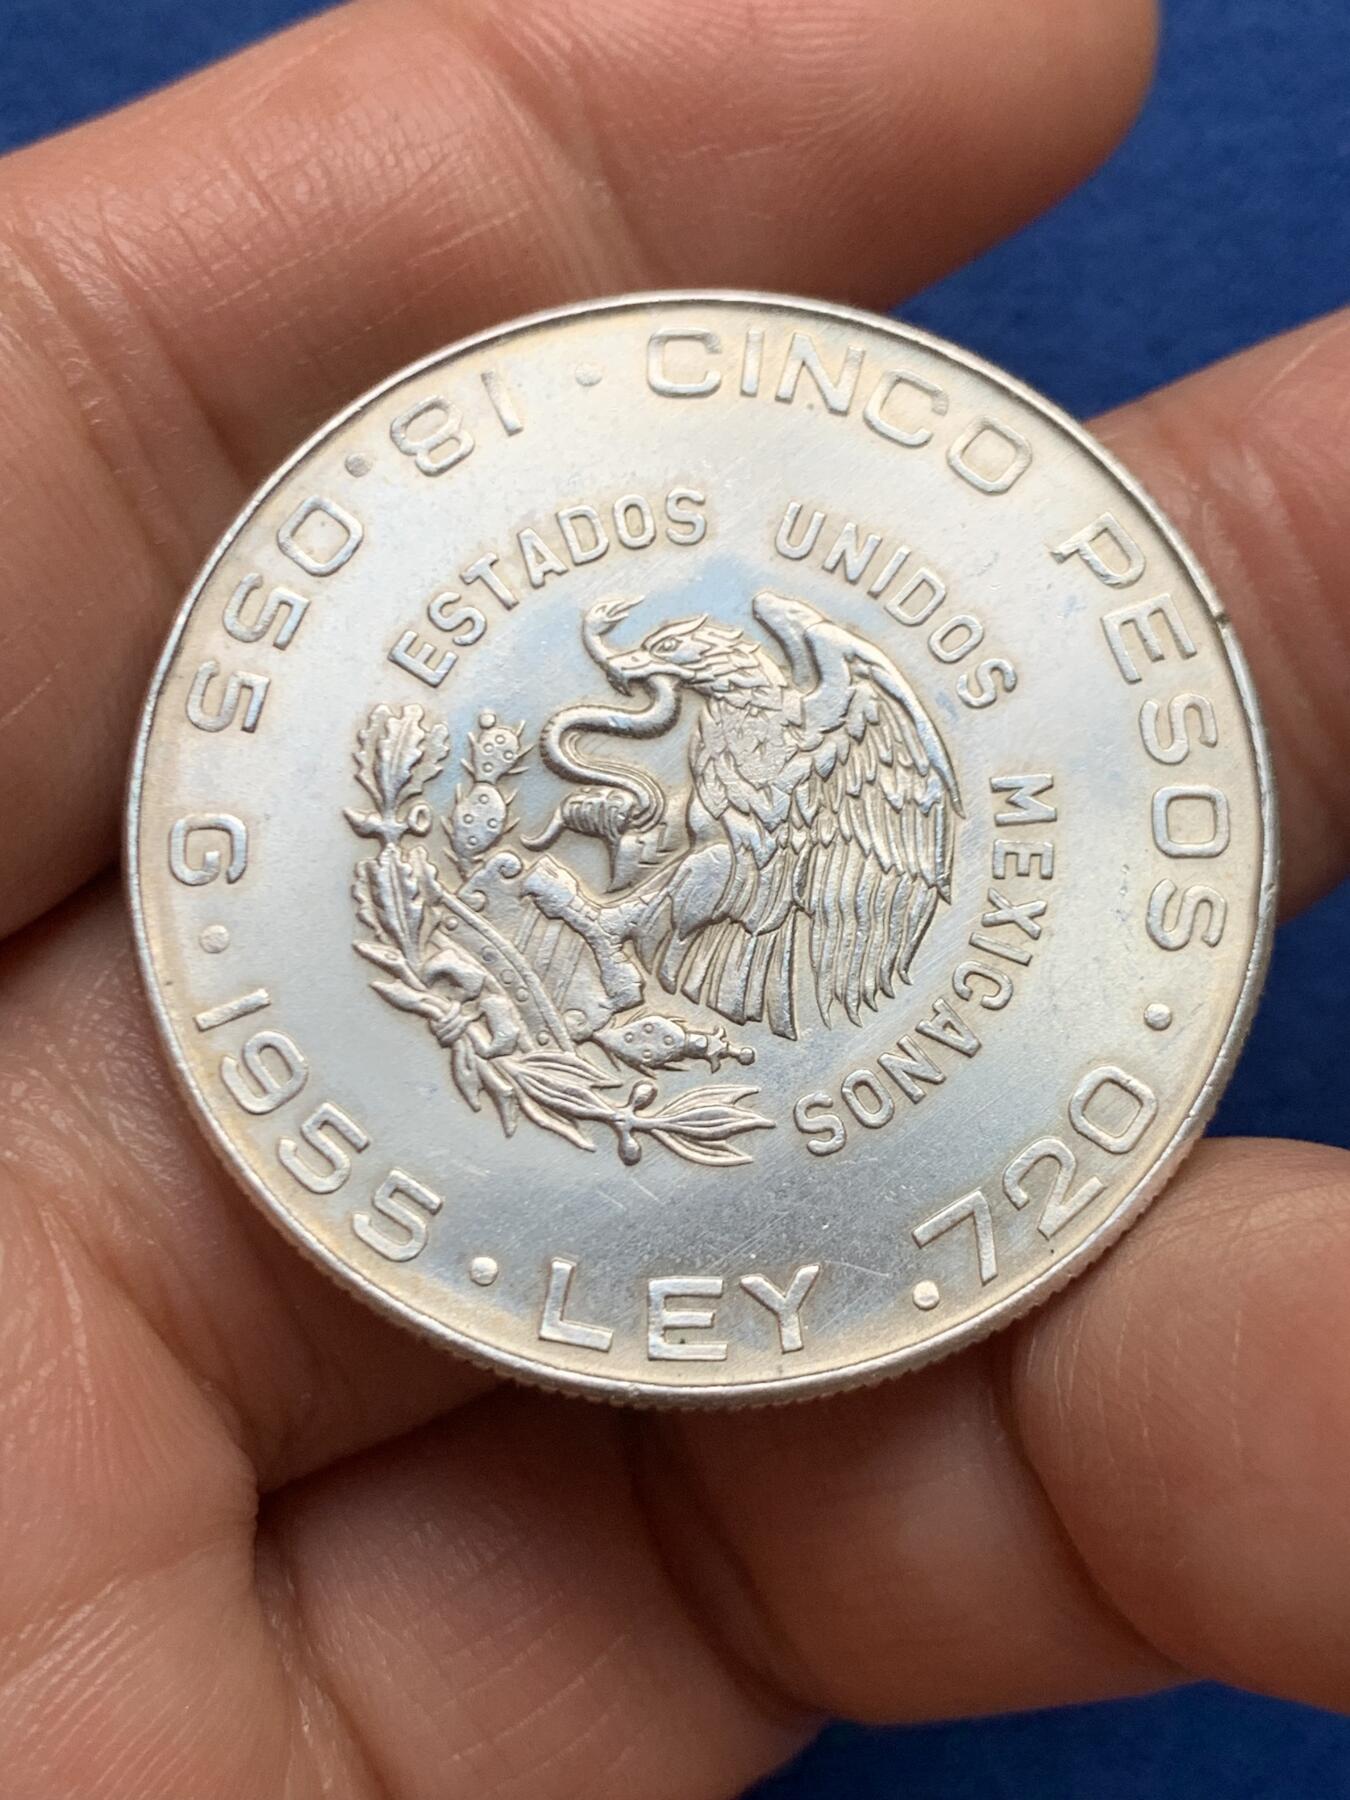 · CINCO PESOS ·
18.055 G · 1955 · LEY .720
ESTADOS UNIDOS MEXICANOS